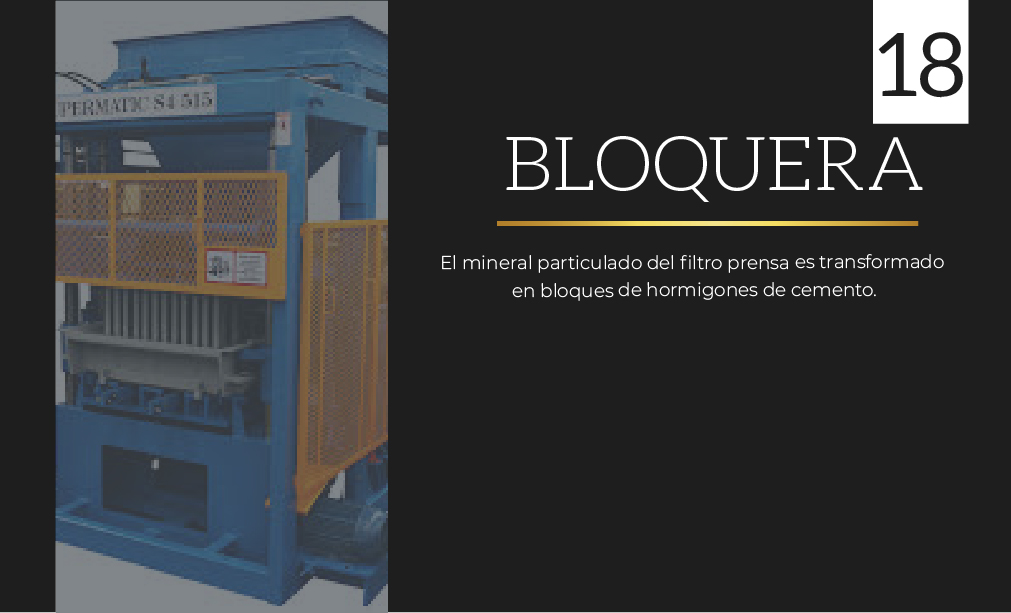 18
PERMATIC S4 515
BLOQUERA
El mineral particulado del filtro prensa es transformado
en bloques de hormigones de cemento.